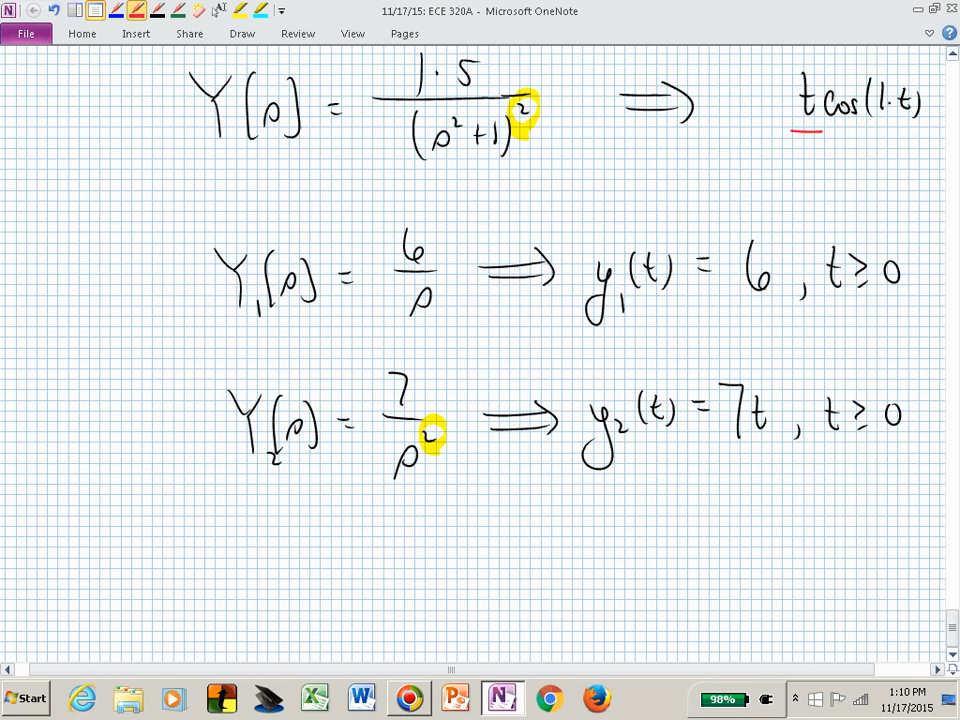 11/17/15: ECE 320A - Microsoft OneNote
File Home Insert Share Draw Review View Pages
Y[s] = 1·5 / (s²+1)² ⟹ t cos(1·t)
Y₁[s] = 6/s ⟹ y₁(t) = 6 , t ≥ 0
Y₂[s] = 7/s² ⟹ y₂(t) = 7t , t ≥ 0
Start 98% 1:10 PM
11/17/2015